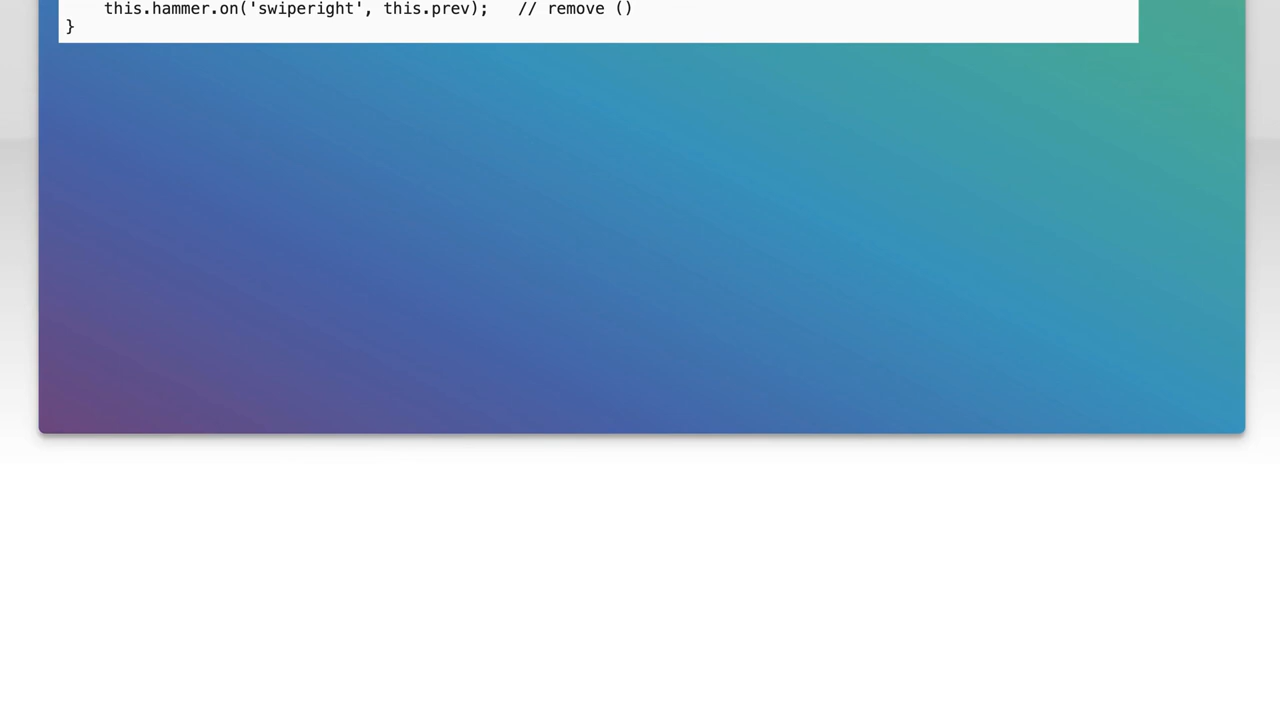 this.hammer.on('swiperight', this.prev);   // remove ()
}